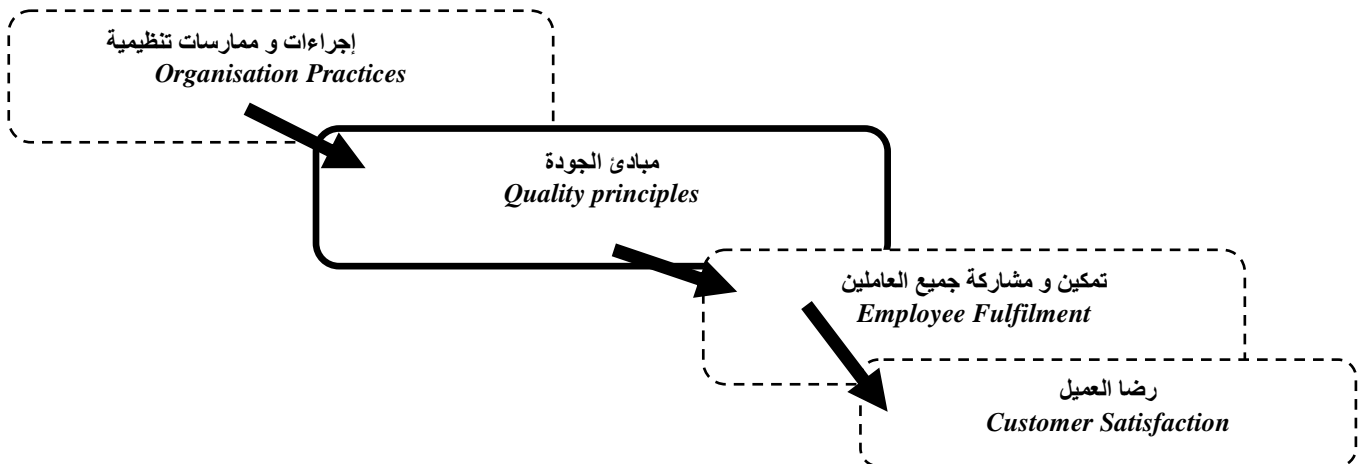 إجراءات و ممارسات تنظيمية
Organisation Practices
مبادئ الجودة
Quality principles
تمكين و مشاركة جميع العاملين
Employee Fulfilment
رضا العميل
Customer Satisfaction